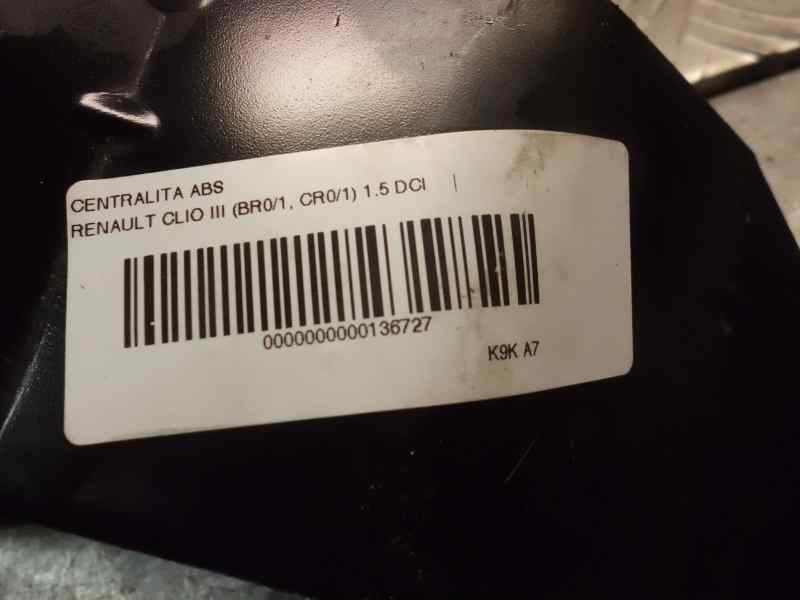 CENTRALITA ABS
RENAULT CLIO III (BR0/1, CR0/1) 1.5 DCI
0000000000136727
K9K A7